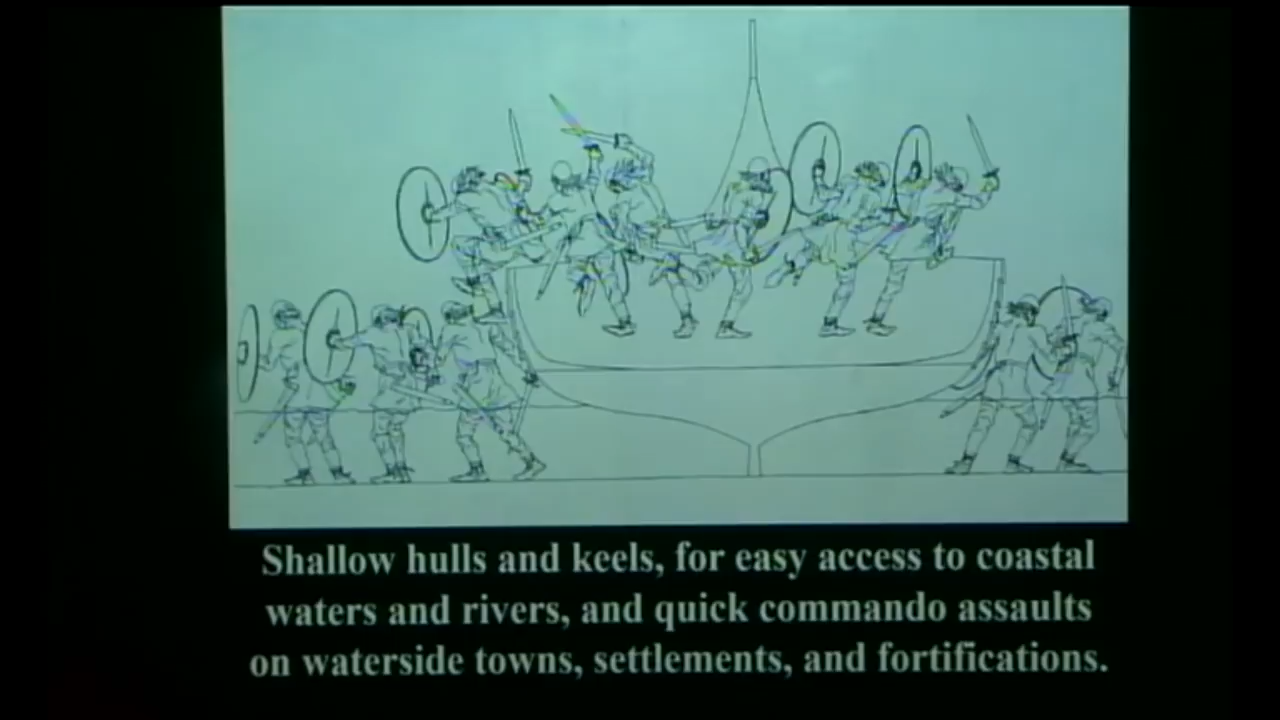 Shallow hulls and keels, for easy access to coastal
waters and rivers, and quick commando assaults
on waterside towns, settlements, and fortifications.